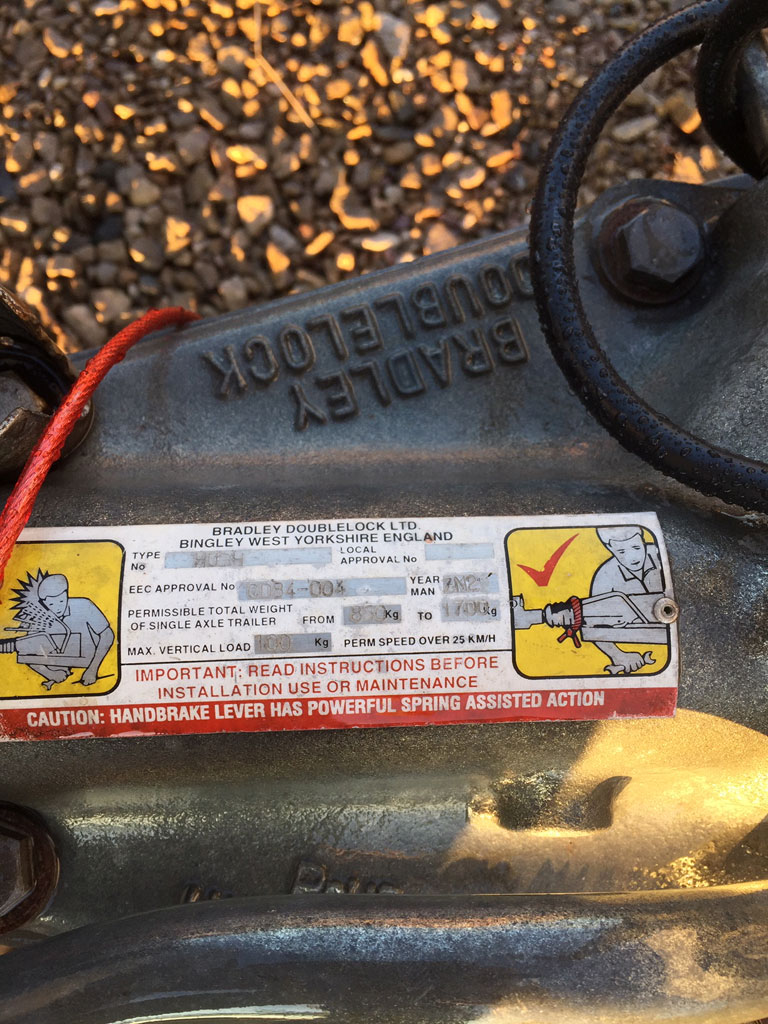 BRADLEY
DOUBLELOCK
BRADLEY DOUBLELOCK LTD.
BINGLEY WEST YORKSHIRE ENGLAND
TYPE No
LOCAL APPROVAL No
EEC APPROVAL No
YEAR MAN
PERMISSIBLE TOTAL WEIGHT
OF SINGLE AXLE TRAILER FROM 850 Kg TO 1700 Kg
MAX. VERTICAL LOAD 100 Kg PERM SPEED OVER 25 KM/H
IMPORTANT: READ INSTRUCTIONS BEFORE
INSTALLATION USE OR MAINTENANCE
CAUTION: HANDBRAKE LEVER HAS POWERFUL SPRING ASSISTED ACTION